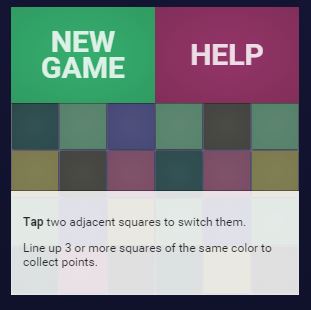 NEW
GAME
HELP
Tap two adjacent squares to switch them.
Line up 3 or more squares of the same color to
collect points.